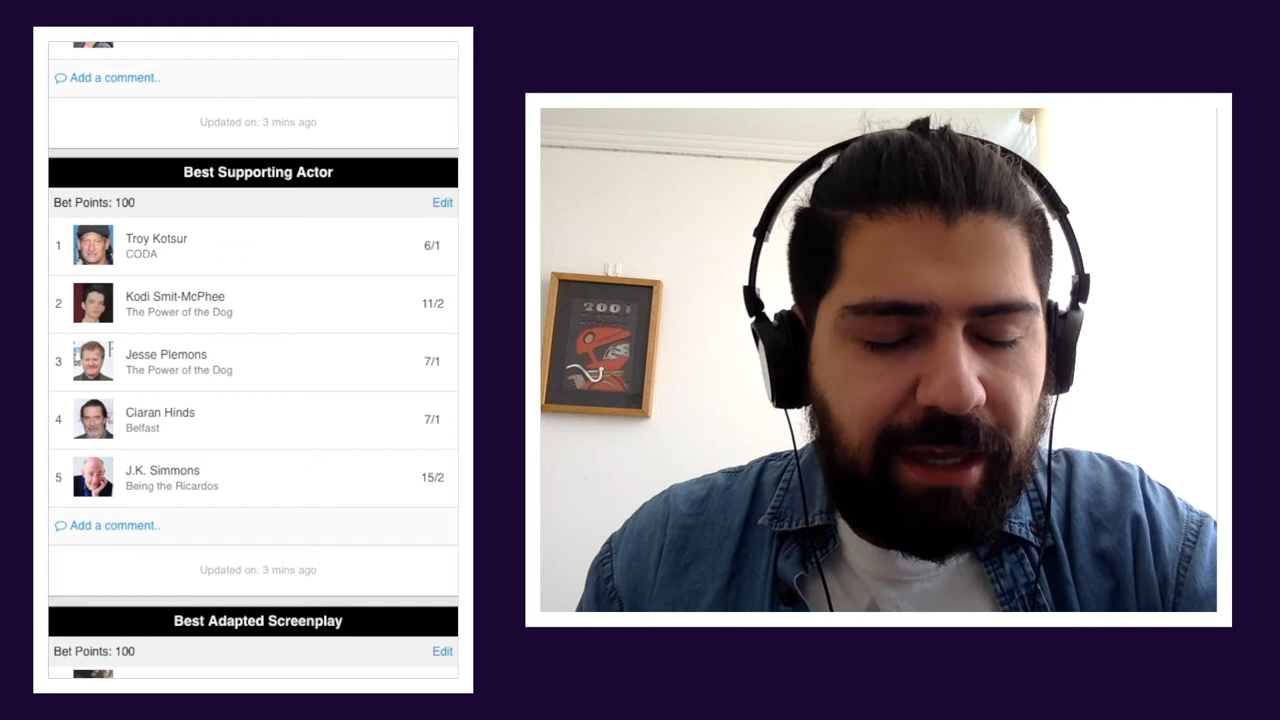 Add a comment..
Updated on: 3 mins ago
Best Supporting Actor
Bet Points: 100 Edit
1 Troy Kotsur 6/1
CODA
2 Kodi Smit-McPhee 11/2
The Power of the Dog
3 Jesse Plemons 7/1
The Power of the Dog
4 Ciaran Hinds 7/1
Belfast
5 J.K. Simmons 15/2
Being the Ricardos
Add a comment..
Updated on: 3 mins ago
Best Adapted Screenplay
Bet Points: 100 Edit
2001